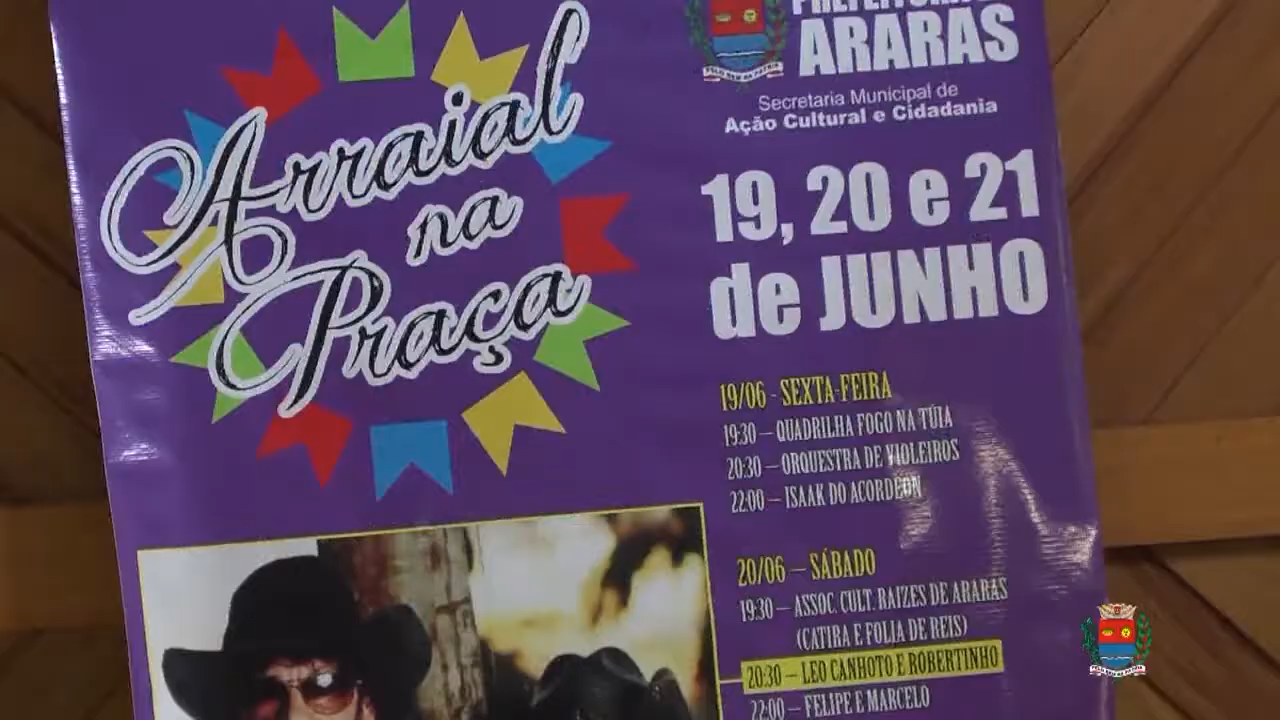 Arraial
na
Praça
PREFEITURA
ARARAS
Secretaria Municipal de
Ação Cultural e Cidadania
19, 20 e 21
de JUNHO
19/06 - SEXTA-FEIRA
19:30 – QUADRILHA FOGO NA TÚIA
20:30 – ORQUESTRA DE VIOLEIROS
22:00 – ISAAK DO ACORDEON
20/06 – SÁBADO
19:30 – ASSOC. CULT. RAIZES DE ARARAS
(CATIRA E FOLIA DE REIS)
20:30 – LEO CANHOTO E ROBERTINHO
22:00 – FELIPE E MARCELO